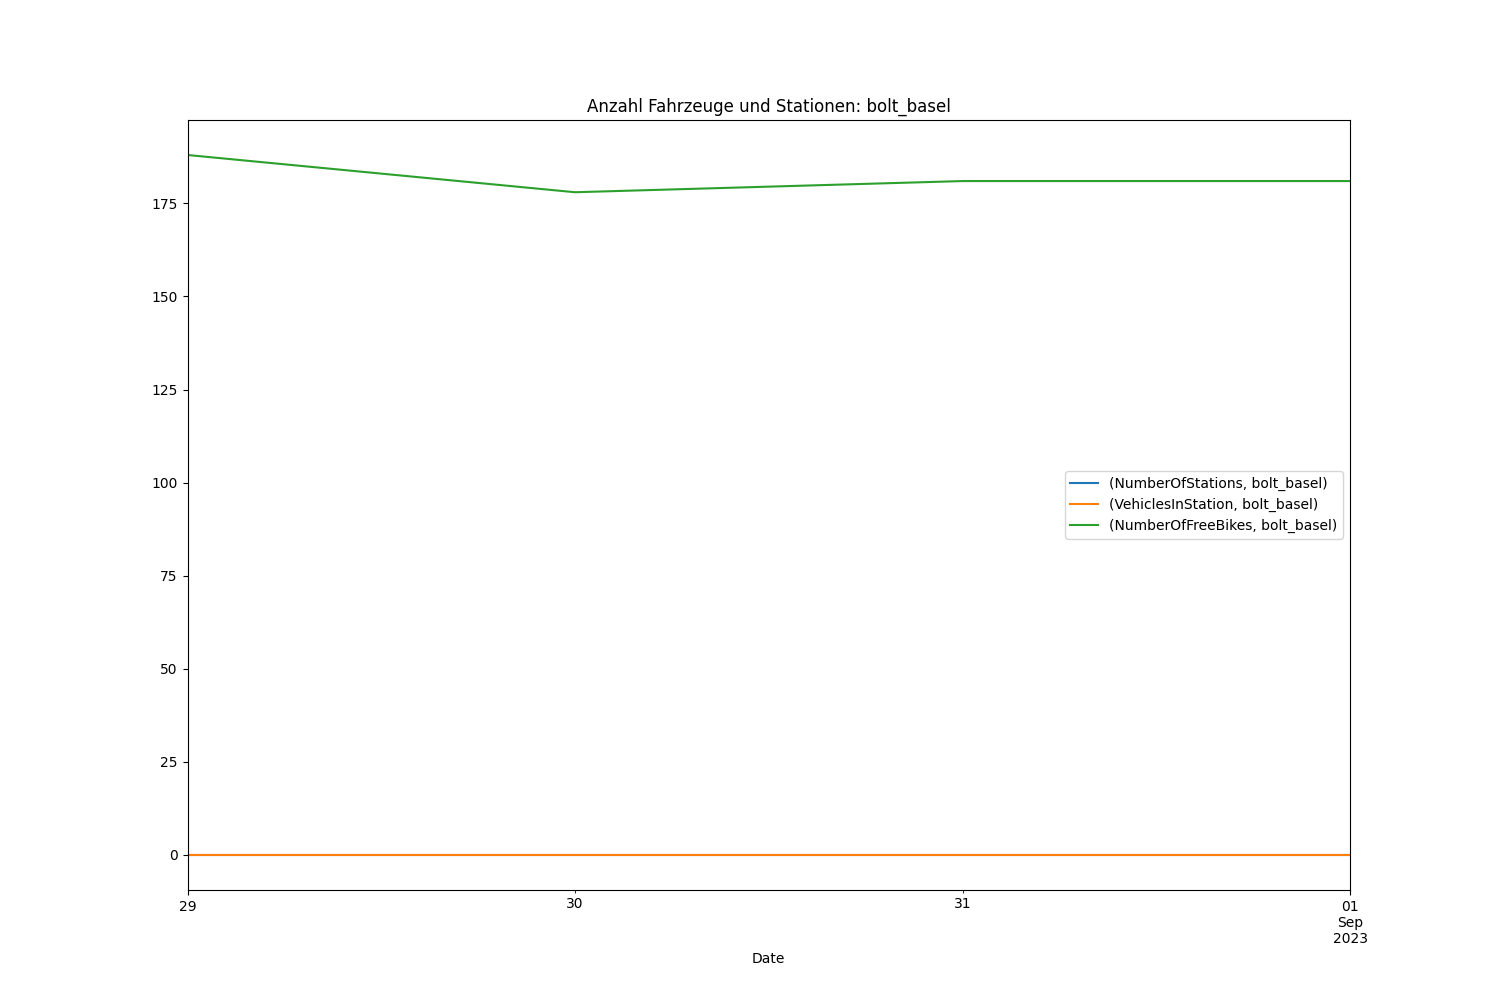 Anzahl Fahrzeuge und Stationen: bolt_basel
175
150
125
100
75
50
25
0
(NumberOfStations, bolt_basel)
(VehiclesInStation, bolt_basel)
(NumberOfFreeBikes, bolt_basel)
29
30
31
01
Sep
2023
Date